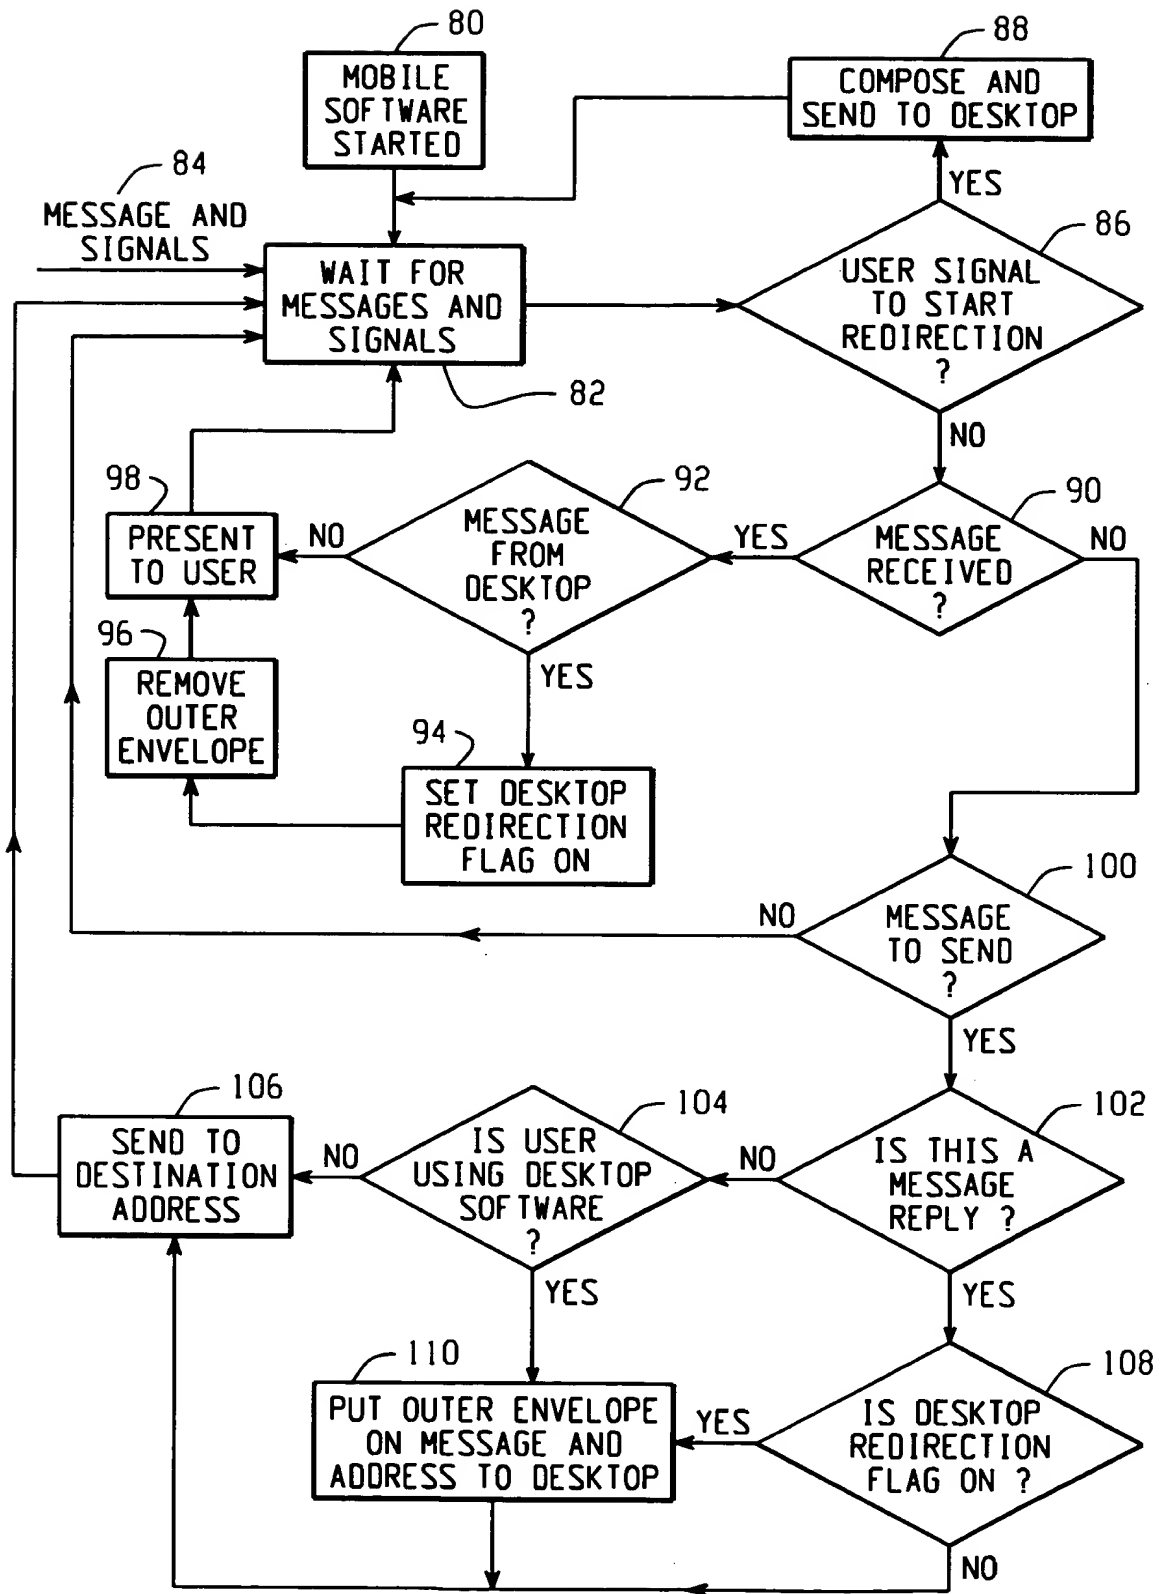 80
MOBILE
SOFTWARE
STARTED
88
COMPOSE AND
SEND TO DESKTOP
YES
84
MESSAGE AND
SIGNALS
WAIT FOR
MESSAGES AND
SIGNALS
82
86
USER SIGNAL
TO START
REDIRECTION
?
NO
98
PRESENT
TO USER
NO
92
MESSAGE
FROM
DESKTOP
?
YES
YES
90
MESSAGE
RECEIVED
?
NO
96
REMOVE
OUTER
ENVELOPE
94
SET DESKTOP
REDIRECTION
FLAG ON
100
MESSAGE
TO SEND
?
NO
YES
106
SEND TO
DESTINATION
ADDRESS
NO
104
IS USER
USING DESKTOP
SOFTWARE
?
YES
NO
102
IS THIS A
MESSAGE
REPLY ?
YES
110
PUT OUTER ENVELOPE
ON MESSAGE AND
ADDRESS TO DESKTOP
YES
108
IS DESKTOP
REDIRECTION
FLAG ON ?
NO